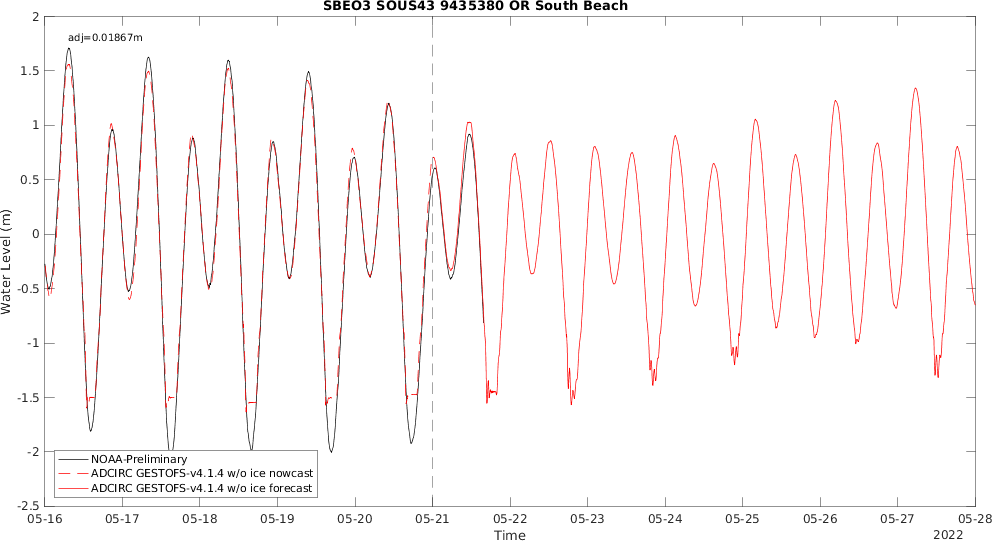 SBEO3 SOUS43 9435380 OR South Beach
adj=0.01867m
2
1.5
1
0.5
0
-0.5
-1
-1.5
-2
-2.5
Water Level (m)
NOAA-Preliminary
ADCIRC GESTOFS-v4.1.4 w/o ice nowcast
ADCIRC GESTOFS-v4.1.4 w/o ice forecast
05-16 05-17 05-18 05-19 05-20 05-21 05-22 05-23 05-24 05-25 05-26 05-27 05-28
Time
2022